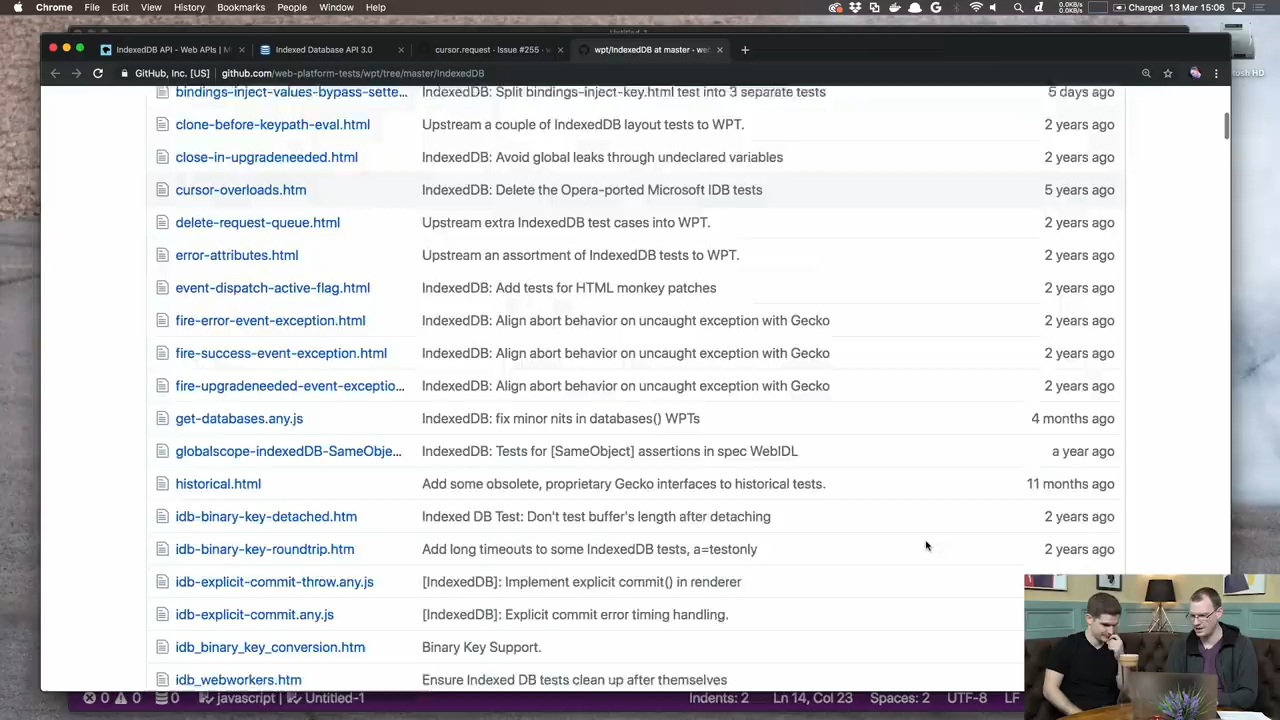 Chrome File Edit View History Bookmarks People Window Help 0.0KB/s 0.0KB/s Charged 13 Mar 15:06
IndexedDB API - Web APIs | M Indexed Database API 3.0 cursor.request - Issue #255 - w wpt/IndexedDB at master · web
GitHub, Inc. [US] github.com/web-platform-tests/wpt/tree/master/IndexedDB
bindings-inject-values-bypass-sette... IndexedDB: Split bindings-inject-key.html test into 3 separate tests 5 days ago
clone-before-keypath-eval.html Upstream a couple of IndexedDB layout tests to WPT. 2 years ago
close-in-upgradeneeded.html IndexedDB: Avoid global leaks through undeclared variables 2 years ago
cursor-overloads.htm IndexedDB: Delete the Opera-ported Microsoft IDB tests 5 years ago
delete-request-queue.html Upstream extra IndexedDB test cases into WPT. 2 years ago
error-attributes.html Upstream an assortment of IndexedDB tests to WPT. 2 years ago
event-dispatch-active-flag.html IndexedDB: Add tests for HTML monkey patches 2 years ago
fire-error-event-exception.html IndexedDB: Align abort behavior on uncaught exception with Gecko 2 years ago
fire-success-event-exception.html IndexedDB: Align abort behavior on uncaught exception with Gecko 2 years ago
fire-upgradeneeded-event-exceptio... IndexedDB: Align abort behavior on uncaught exception with Gecko 2 years ago
get-databases.any.js IndexedDB: fix minor nits in databases() WPTs 4 months ago
globalscope-indexedDB-SameObje... IndexedDB: Tests for [SameObject] assertions in spec WebIDL a year ago
historical.html Add some obsolete, proprietary Gecko interfaces to historical tests. 11 months ago
idb-binary-key-detached.htm Indexed DB Test: Don't test buffer's length after detaching 2 years ago
idb-binary-key-roundtrip.htm Add long timeouts to some IndexedDB tests, a=testonly 2 years ago
idb-explicit-commit-throw.any.js [IndexedDB]: Implement explicit commit() in renderer
idb-explicit-commit.any.js [IndexedDB]: Explicit commit error timing handling.
idb_binary_key_conversion.htm Binary Key Support.
idb_webworkers.htm Ensure Indexed DB tests clean up after themselves
0 0 0 javascript | Untitled-1 Indents: 2 Ln 14, Col 23 Spaces: 2 UTF-8 LF